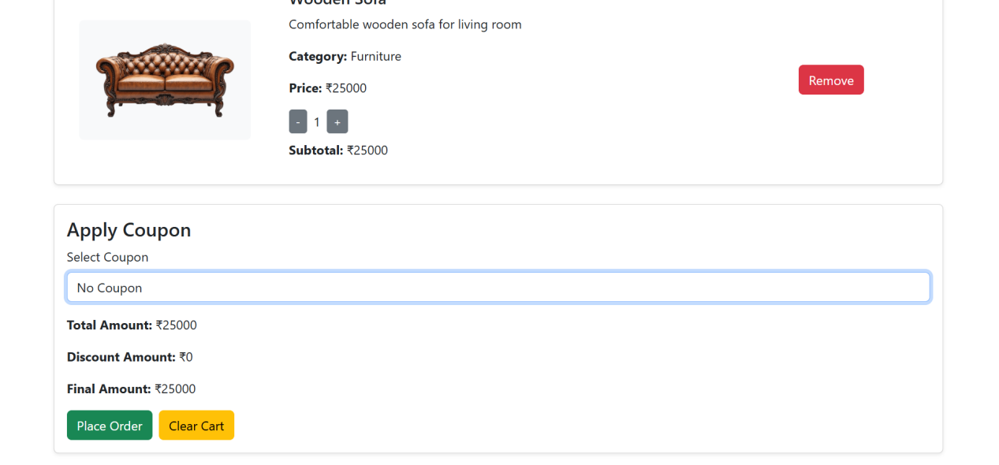 Wooden Sofa
Comfortable wooden sofa for living room
Category: Furniture
Price: ₹25000
Remove
- 1 +
Subtotal: ₹25000
Apply Coupon
Select Coupon
No Coupon
Total Amount: ₹25000
Discount Amount: ₹0
Final Amount: ₹25000
Place Order Clear Cart